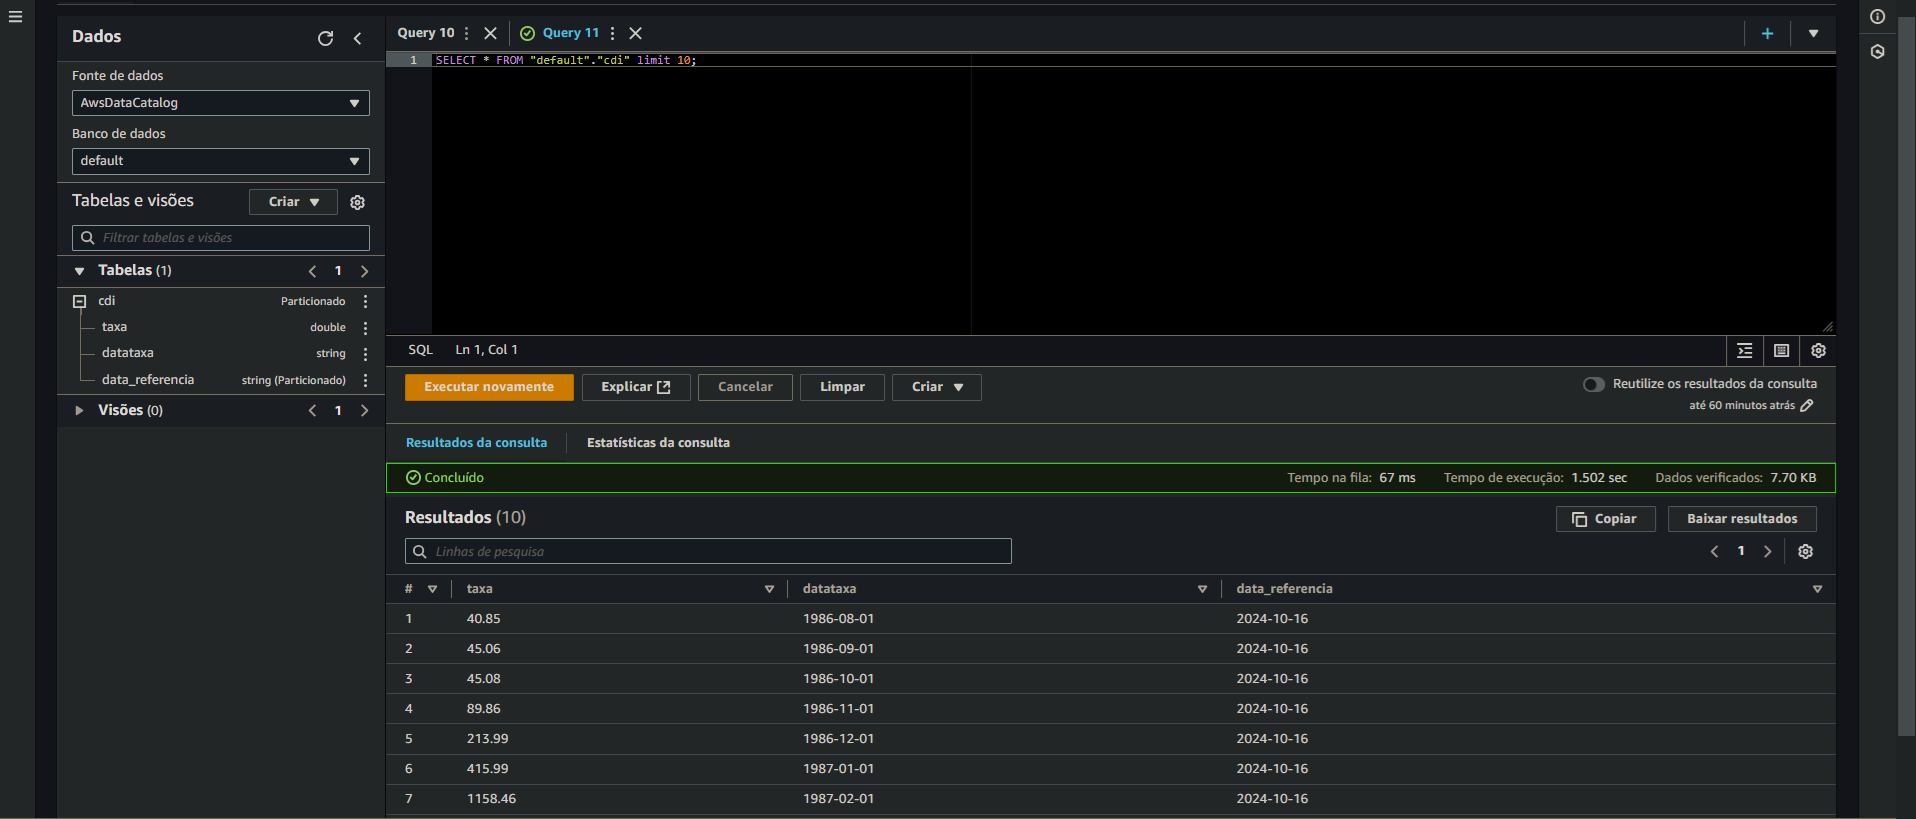 Dados
Fonte de dados
AwsDataCatalog
Banco de dados
default
Tabelas e visões
Criar
Filtrar tabelas e visões
Tabelas (1)
1
cdi Particionado
taxa double
datataxa string
data_referencia string (Particionado)
Visões (0)
1
Query 10
Query 11
1 SELECT * FROM "default"."cdi" limit 10;
SQL Ln 1, Col 1
Executar novamente Explicar Cancelar Limpar Criar
Reutilize os resultados da consulta
até 60 minutos atrás
Resultados da consulta Estatísticas da consulta
Concluído Tempo na fila: 67 ms Tempo de execução: 1.502 sec Dados verificados: 7.70 KB
Resultados (10) Copiar Baixar resultados
Linhas de pesquisa 1
# taxa datataxa data_referencia
1 40.85 1986-08-01 2024-10-16
2 45.06 1986-09-01 2024-10-16
3 45.08 1986-10-01 2024-10-16
4 89.86 1986-11-01 2024-10-16
5 213.99 1986-12-01 2024-10-16
6 415.99 1987-01-01 2024-10-16
7 1158.46 1987-02-01 2024-10-16